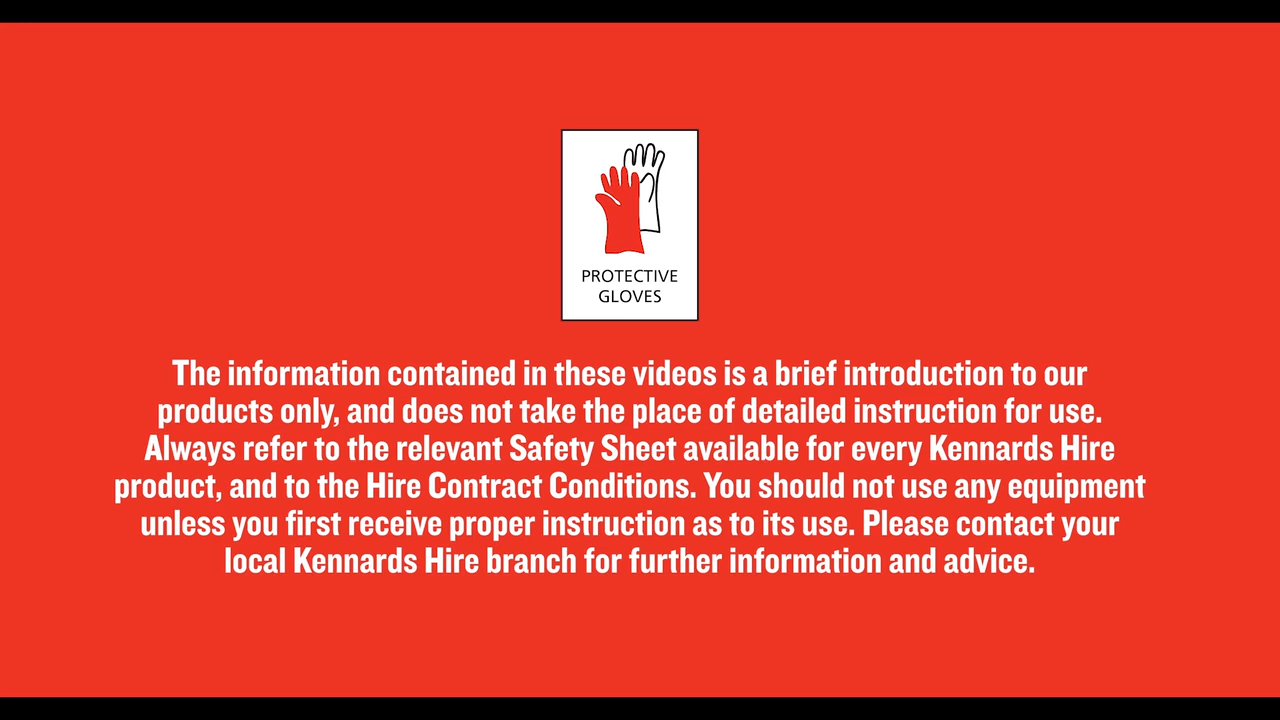 PROTECTIVE
GLOVES
The information contained in these videos is a brief introduction to our
products only, and does not take the place of detailed instruction for use.
Always refer to the relevant Safety Sheet available for every Kennards Hire
product, and to the Hire Contract Conditions. You should not use any equipment
unless you first receive proper instruction as to its use. Please contact your
local Kennards Hire branch for further information and advice.